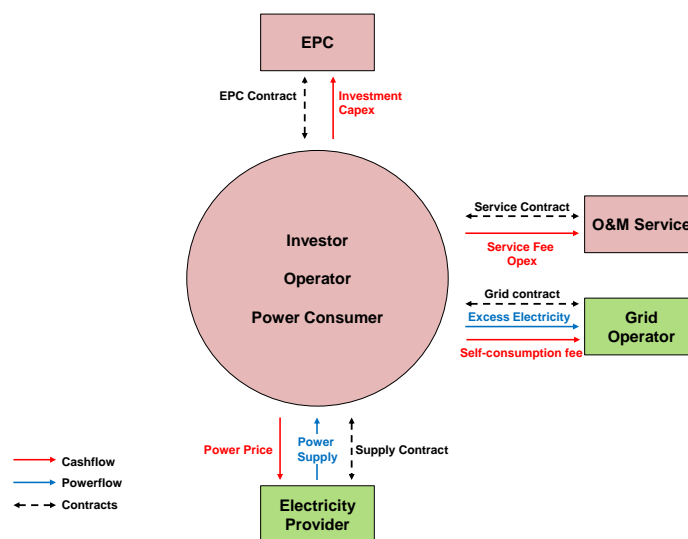 EPC
EPC Contract
Investment
Capex
Investor
Operator
Power Consumer
Service Contract
Service Fee
Opex
O&M Service
Grid contract
Excess Electricity
Self-consumption fee
Grid
Operator
Power Price
Power
Supply
Supply Contract
Cashflow
Powerflow
Contracts
Electricity
Provider